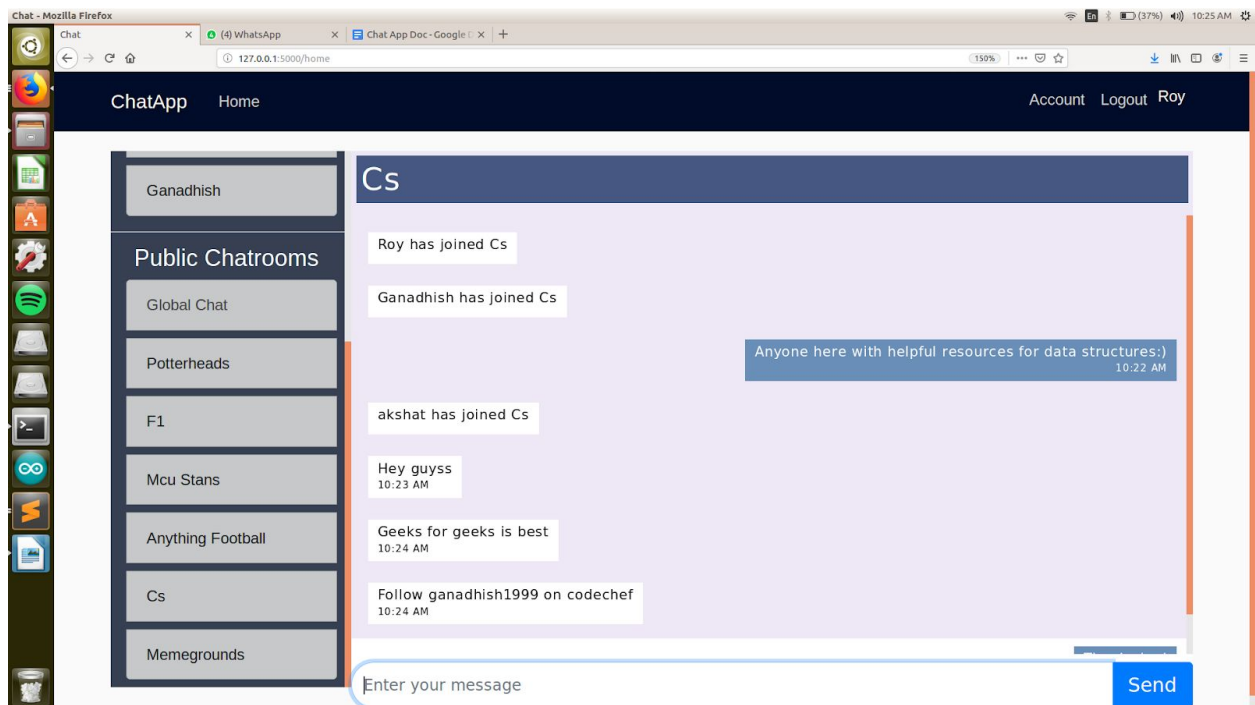 Chat - Mozilla Firefox
En (37%) 10:25 AM
Chat
(4) WhatsApp
Chat App Doc - Google D
127.0.0.1:5000/home
150%
ChatApp Home Account Logout Roy
Ganadhish
Public Chatrooms
Global Chat
Potterheads
F1
Mcu Stans
Anything Football
Cs
Memegrounds
Cs
Roy has joined Cs
Ganadhish has joined Cs
Anyone here with helpful resources for data structures:)
10:22 AM
akshat has joined Cs
Hey guyss
10:23 AM
Geeks for geeks is best
10:24 AM
Follow ganadhish1999 on codechef
10:24 AM
Enter your message
Send